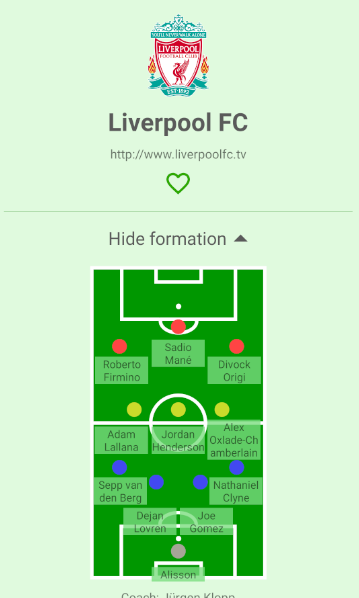 YOU'LL NEVER WALK ALONE
LIVERPOOL
FOOTBALL CLUB
EST·1892
Liverpool FC
http://www.liverpoolfc.tv
Hide formation
Sadio
Mané
Roberto
Firmino
Divock
Origi
Adam
Lallana
Jordan
Henderson
Alex
Oxlade-Ch
amberlain
Sepp van
den Berg
Nathaniel
Clyne
Dejan
Lovren
Joe
Gomez
Alisson
Coach: Jürgen Klopp